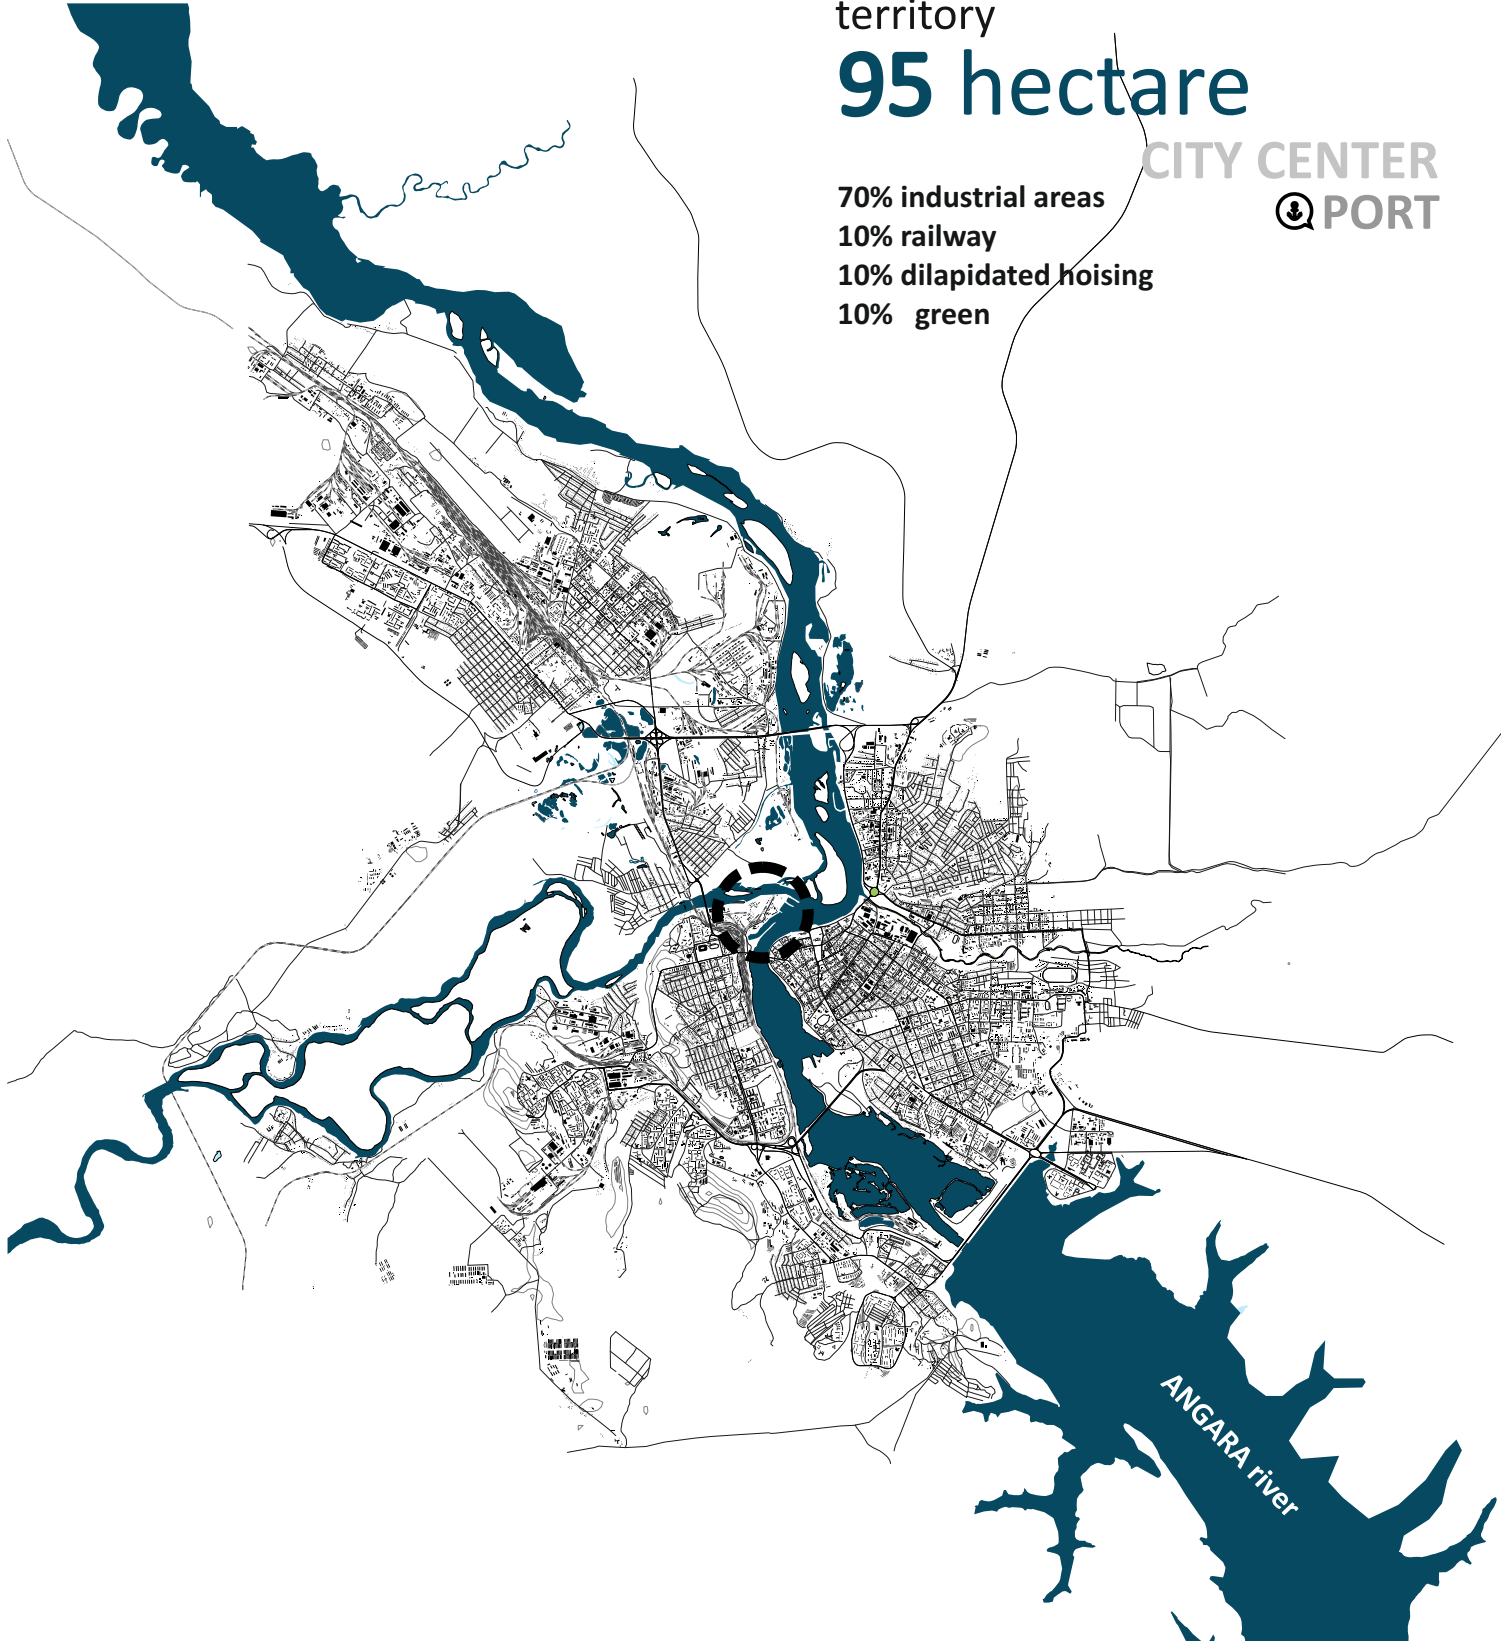 territory
95 hectare
CITY CENTER
PORT
70% industrial areas
10% railway
10% dilapidated hoising
10% green
ANGARA river